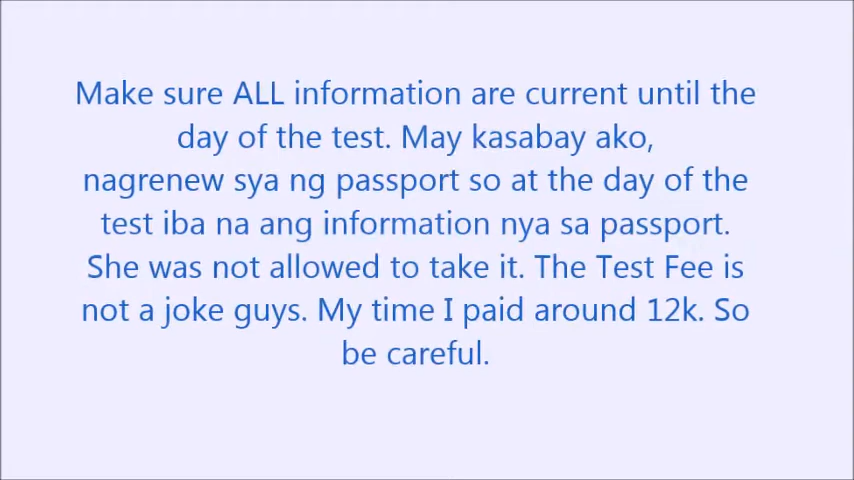 Make sure ALL information are current until the
day of the test. May kasabay ako,
nagrenew sya ng passport so at the day of the
test iba na ang information nya sa passport.
She was not allowed to take it. The Test Fee is
not a joke guys. My time I paid around 12k. So
be careful.